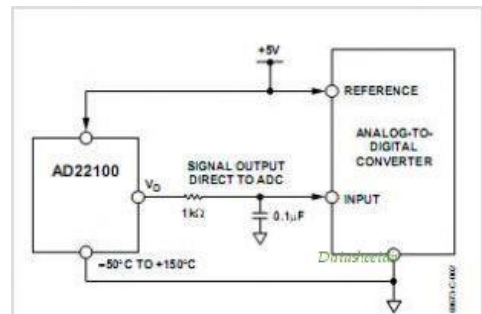 +5V
REFERENCE
ANALOG-TO-
DIGITAL
CONVERTER
AD22100
SIGNAL OUTPUT
DIRECT TO ADC
VO
1kΩ
0.1μF
INPUT
–50°C TO +150°C